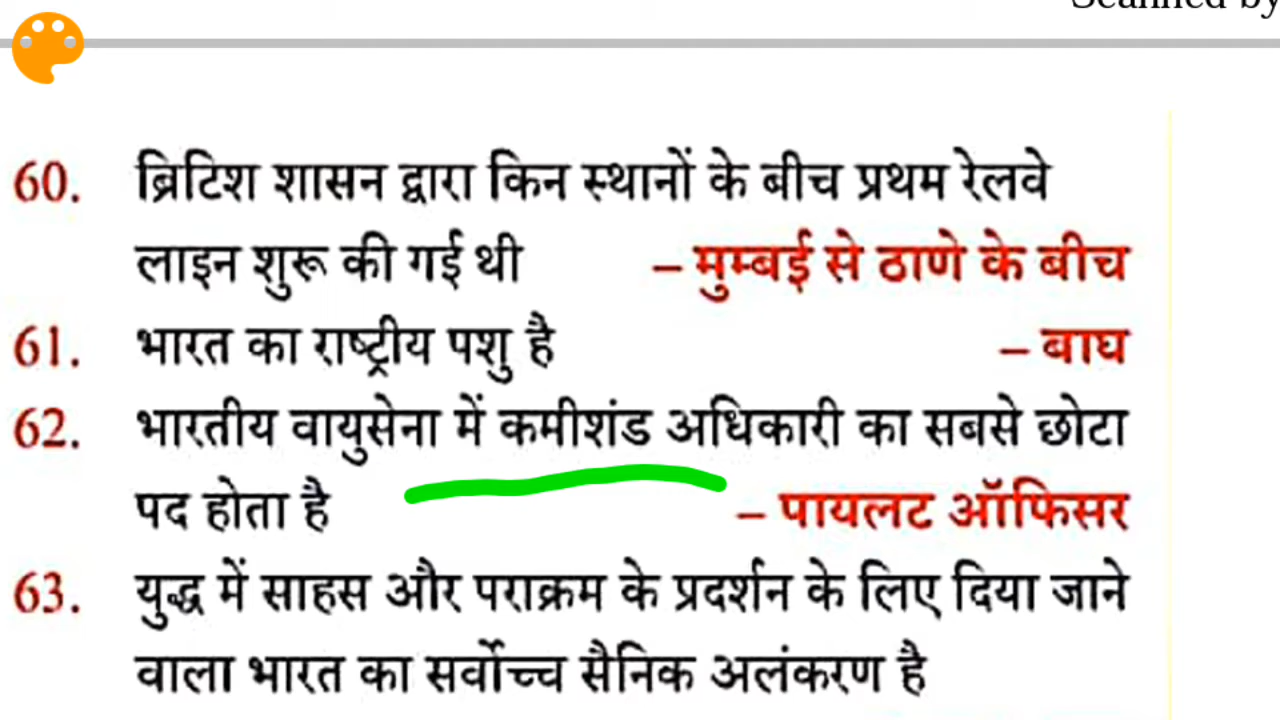 Scanned by
60. ब्रिटिश शासन द्वारा किन स्थानों के बीच प्रथम रेलवे
लाइन शुरू की गई थी – मुम्बई से ठाणे के बीच
61. भारत का राष्ट्रीय पशु है – बाघ
62. भारतीय वायुसेना में कमीशंड अधिकारी का सबसे छोटा
पद होता है – पायलट ऑफिसर
63. युद्ध में साहस और पराक्रम के प्रदर्शन के लिए दिया जाने
वाला भारत का सर्वोच्च सैनिक अलंकरण है